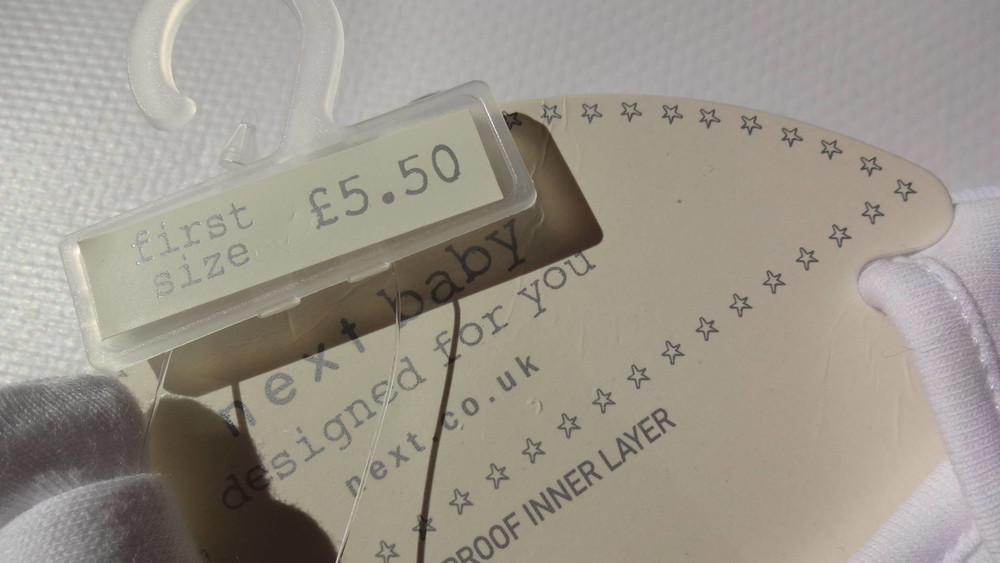 first
size
£5.50
next baby
designed for you
next.co.uk
PROOF INNER LAYER